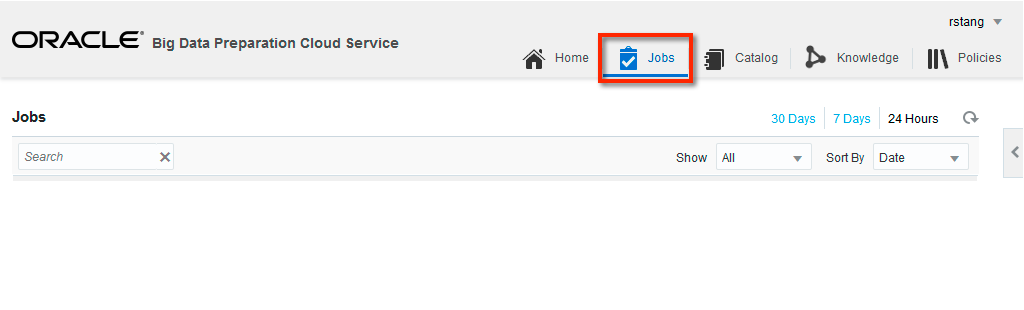 rstang
ORACLE® Big Data Preparation Cloud Service
Home Jobs Catalog Knowledge Policies
Jobs 30 Days 7 Days 24 Hours
Search Show All Sort By Date